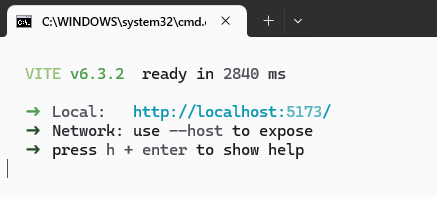 C:\WINDOWS\system32\cmd.
VITE v6.3.2 ready in 2840 ms
➜ Local: http://localhost:5173/
➜ Network: use --host to expose
➜ press h + enter to show help